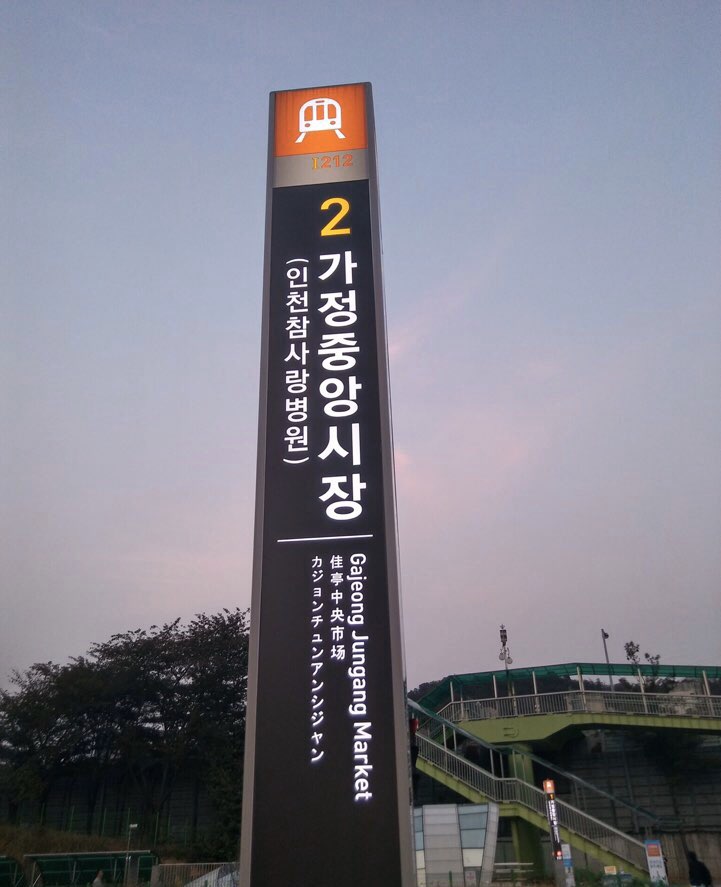 I212
2
가정중앙시장
(인천참사랑병원)
Gajeong Jungang Market
佳亭中央市场
カジョンチュンアンシジャン